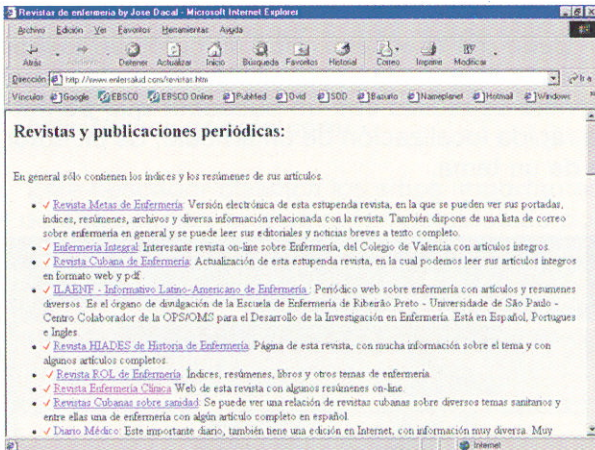 Revistas de enfermeria by Jose Dacal - Microsoft Internet Explorer
Archivo Edición Ver Favoritos Herramientas Ayuda
Atrás Detener Actualizar Inicio Búsqueda Favoritos Historial Correo Imprimir Modificar
Dirección http://www.enfersalud.com/revistas.htm
Vínculos Google EBSCO EBSCO Online PubMed Ovid SOD Basurto Nameplanet Hotmail Windows
Revistas y publicaciones periódicas:
En general sólo contienen los índices y los resúmenes de sus artículos.
Revista Metas de Enfermería: Versión electrónica de esta estupenda revista, en la que se pueden ver sus portadas,
índices, resúmenes, archivos y diversa información relacionada con la revista. También dispone de una lista de correo
sobre enfermería en general y se puede leer sus editoriales y noticias breves a texto completo.
Enfermería Integral: Interesante revista on-line sobre Enfermería, del Colegio de Valencia con artículos íntegros.
Revista Cubana de Enfermería: Actualización de esta estupenda revista, en la cual podemos leer sus artículos íntegros
en formato web y pdf.
ILAENF - Informativo Latino-Americano de Enfermería: Periódico web sobre enfermería con artículos y resumenes
diversos. Es el órgano de divulgación de la Escuela de Enfermería de Ribeirão Preto - Universidade de São Paulo -
Centro Colaborador de la OPS/OMS para el Desarrollo de la Investigación en Enfermería. Está en Español, Portugues
e Ingles.
Revista HIADES de Historia de Enfermería: Página de esta revista, con mucha información sobre el tema y con
algunos artículos completos.
Revista ROL de Enfermería: Índices, resúmenes, libros y otros temas de enfermería.
Revista Enfermería Clínica Web de esta revista con algunos resúmenes on-line.
Revistas Cubanas sobre sanidad: Se puede ver una relación de revistas cubanas sobre diversos temas sanitarios y
entre ellas una de enfermería con algún artículo completo en español.
Diario Médico: Este importante diario, también tiene una edición en Internet, con información muy diversa. Muy
Internet